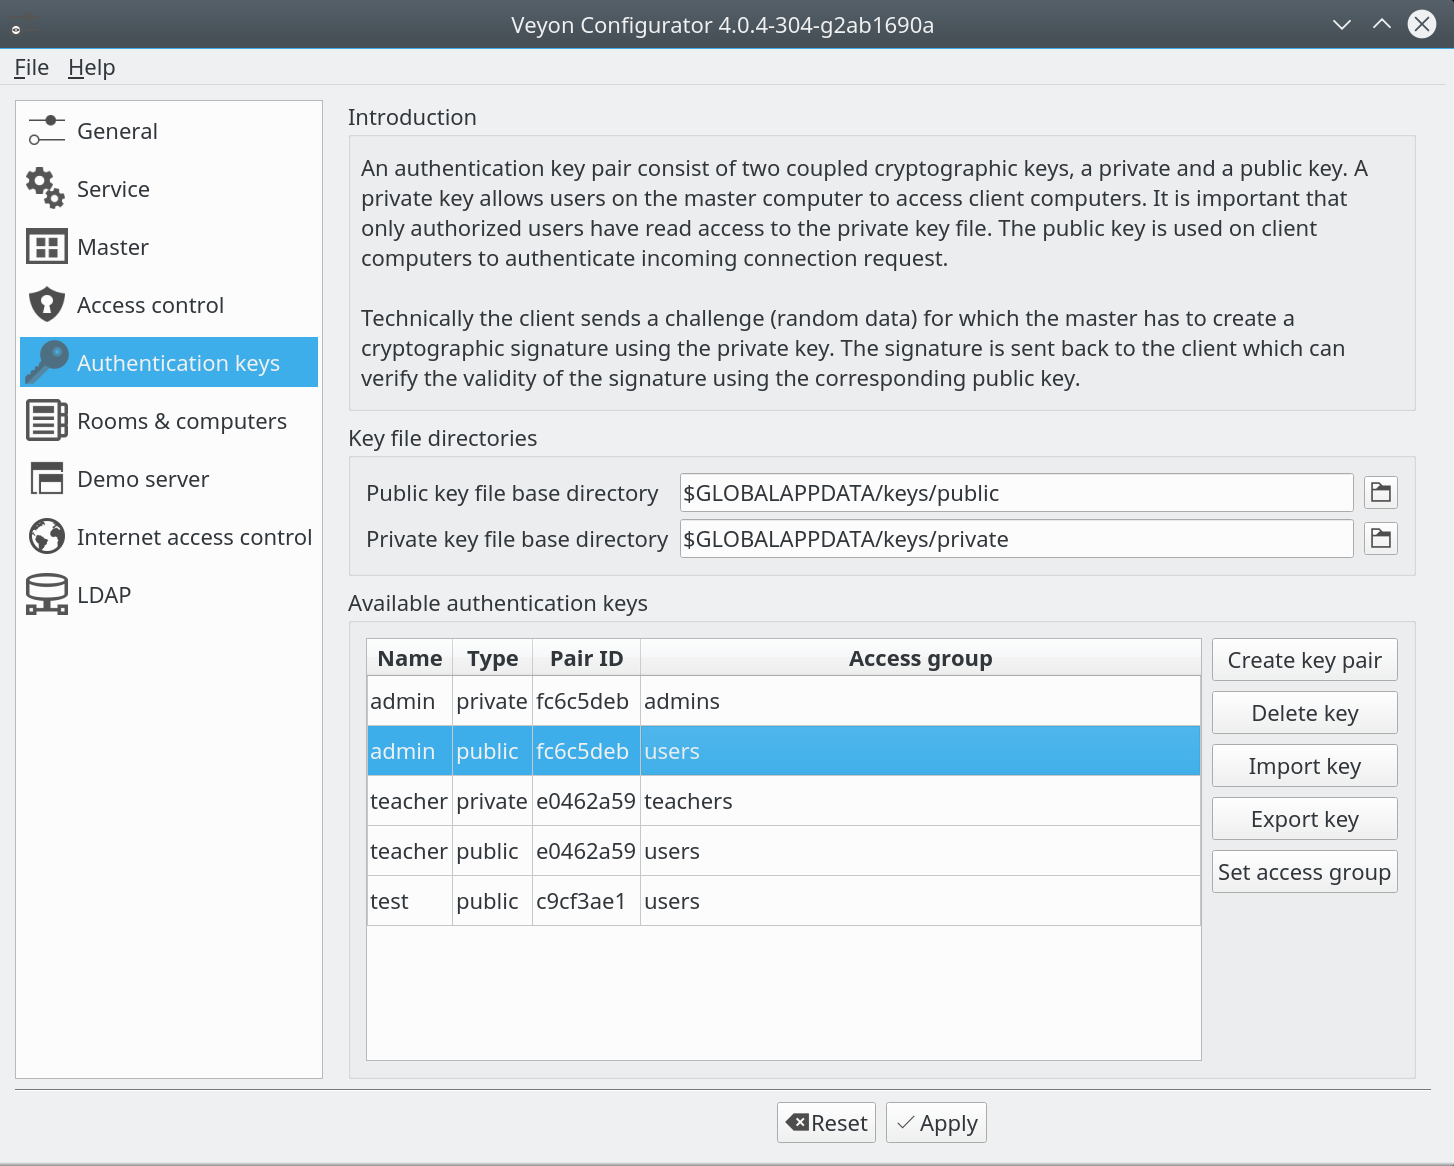 Veyon Configurator 4.0.4-304-g2ab1690a
File Help
General
Service
Master
Access control
Authentication keys
Rooms & computers
Demo server
Internet access control
LDAP
Introduction
An authentication key pair consist of two coupled cryptographic keys, a private and a public key. A
private key allows users on the master computer to access client computers. It is important that
only authorized users have read access to the private key file. The public key is used on client
computers to authenticate incoming connection request.
Technically the client sends a challenge (random data) for which the master has to create a
cryptographic signature using the private key. The signature is sent back to the client which can
verify the validity of the signature using the corresponding public key.
Key file directories
Public key file base directory $GLOBALAPPDATA/keys/public
Private key file base directory $GLOBALAPPDATA/keys/private
Available authentication keys
Name Type Pair ID Access group
admin private fc6c5deb admins
admin public fc6c5deb users
teacher private e0462a59 teachers
teacher public e0462a59 users
test public c9cf3ae1 users
Create key pair
Delete key
Import key
Export key
Set access group
Reset Apply